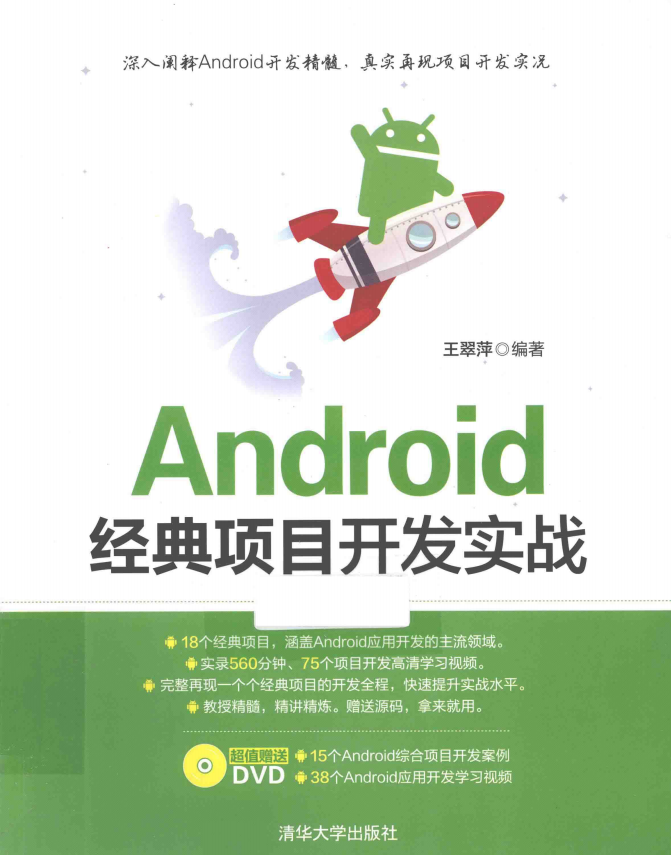 深入阐释Android开发精髓，真实再现项目开发实况
王翠萍◎编著
Android
经典项目开发实战
18个经典项目，涵盖Android应用开发的主流领域。
实录560分钟、75个项目开发高清学习视频。
完整再现一个个经典项目的开发全程，快速提升实战水平。
教授精髓，精讲精炼。赠送源码，拿来就用。
超值赠送
DVD
15个Android综合项目开发案例
38个Android应用开发学习视频
清华大学出版社